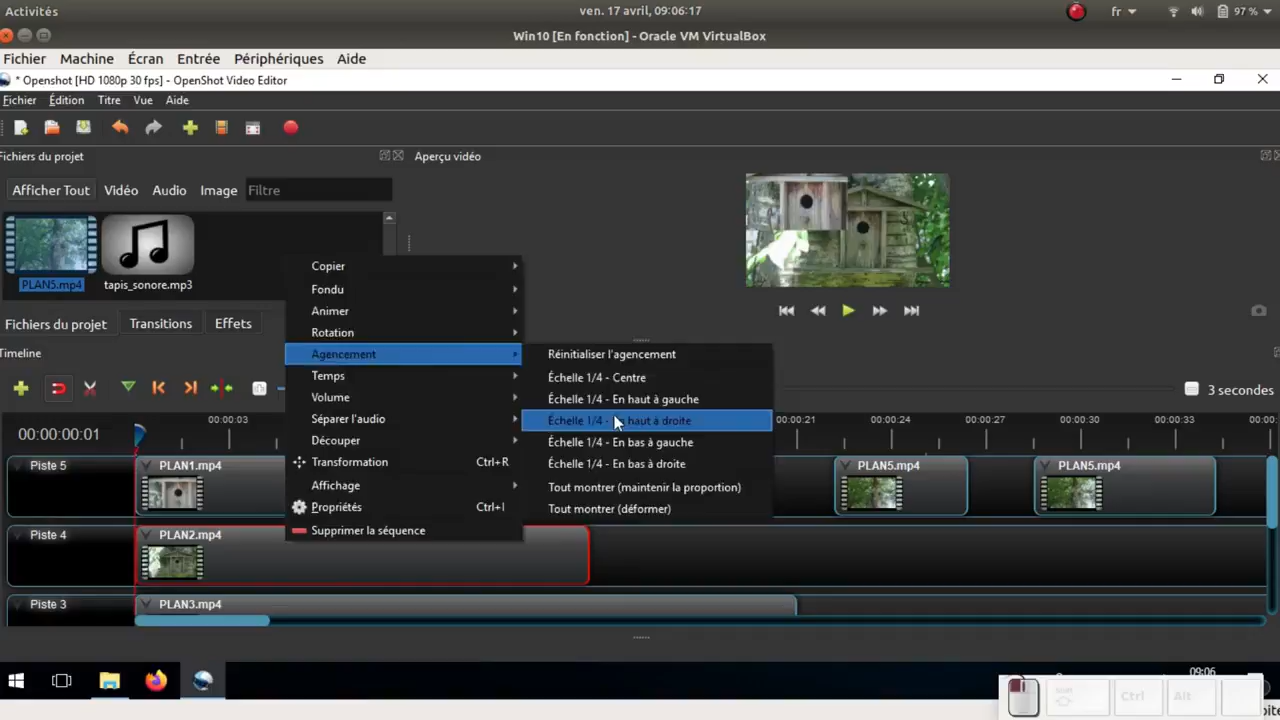 Activités
ven. 17 avril, 09:06:17
fr
97 %
Win10 [En fonction] - Oracle VM VirtualBox
Fichier Machine Écran Entrée Périphériques Aide
* Openshot [HD 1080p 30 fps] - OpenShot Video Editor
Fichier Édition Titre Vue Aide
Fichiers du projet
Aperçu vidéo
Afficher Tout Vidéo Audio Image Filtre
PLAN5.mp4
tapis_sonore.mp3
Fichiers du projet Transitions Effets
Timeline
Copier
Fondu
Animer
Rotation
Agencement
Temps
Volume
Séparer l'audio
Découper
Transformation Ctrl+R
Affichage
Propriétés Ctrl+I
Supprimer la séquence
Réinitialiser l'agencement
Échelle 1/4 - Centre
Échelle 1/4 - En haut à gauche
Échelle 1/4 - En haut à droite
Échelle 1/4 - En bas à gauche
Échelle 1/4 - En bas à droite
Tout montrer (maintenir la proportion)
Tout montrer (déformer)
3 secondes
00:00:00:01
00:00:03
00:00:21
00:00:24
00:00:27
00:00:30
Piste 5
PLAN1.mp4
PLAN5.mp4
PLAN5.mp4
Piste 4
PLAN2.mp4
Piste 3
PLAN3.mp4
09:06
Ctrl
Alt